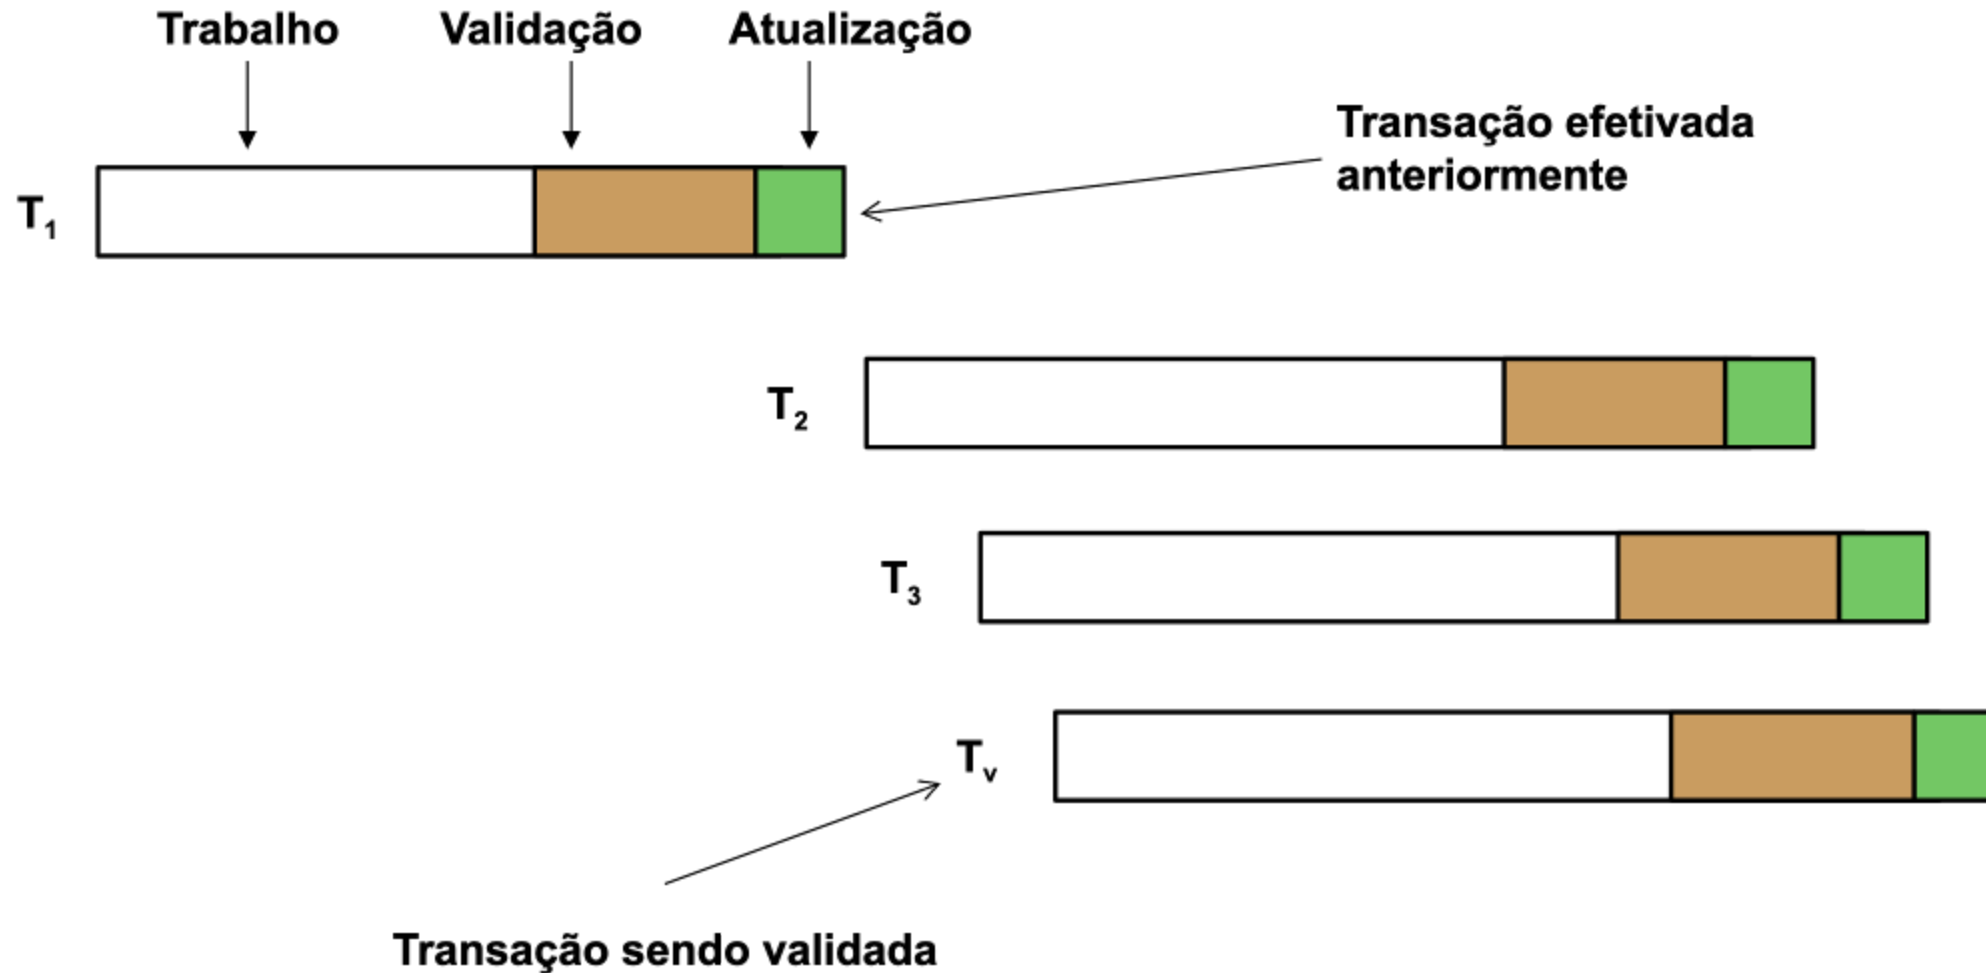 Trabalho Validação Atualização
Transação efetivada
anteriormente
T₁
T₂
T₃
Tᵥ
Transação sendo validada